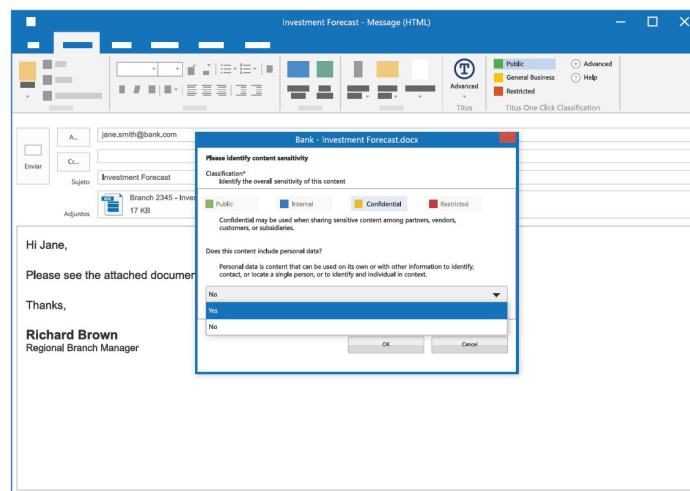 Investment Forecast - Message (HTML)
Public
General Business
Restricted
Advanced
Help
Advanced
Titus
Titus One Click Classification
Enviar
A...
jane.smith@bank.com
Cc...
Sujeto
Investment Forecast
Adjuntos
Branch 2345 - Inves
17 KB
Hi Jane,
Please see the attached documen
Thanks,
Richard Brown
Regional Branch Manager
Bank - Investment Forecast.docx
Please identify content sensitivity
Classification*
Identify the overall sensitivity of this content
Public
Internal
Confidential
Restricted
Confidential may be used when sharing sensitive content among partners, vendors,
customers, or subsidiaries.
Does this content include personal data?
Personal data is content that can be used on its own or with other information to identify,
contact, or locate a single person, or to identify and individual in context.
No
Yes
No
OK
Cancel